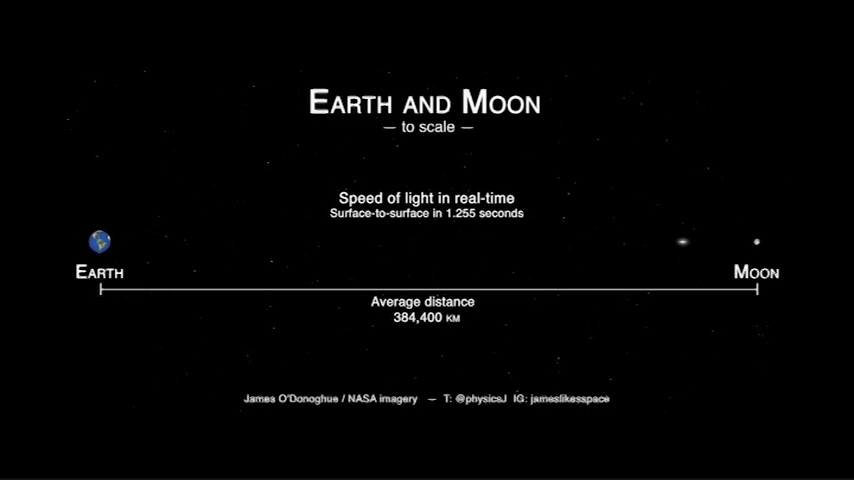 EARTH AND MOON
— to scale —
Speed of light in real-time
Surface-to-surface in 1.255 seconds
EARTH
MOON
Average distance
384,400 KM
James O'Donoghue / NASA imagery — T: @physicsJ IG: jameslikesspace